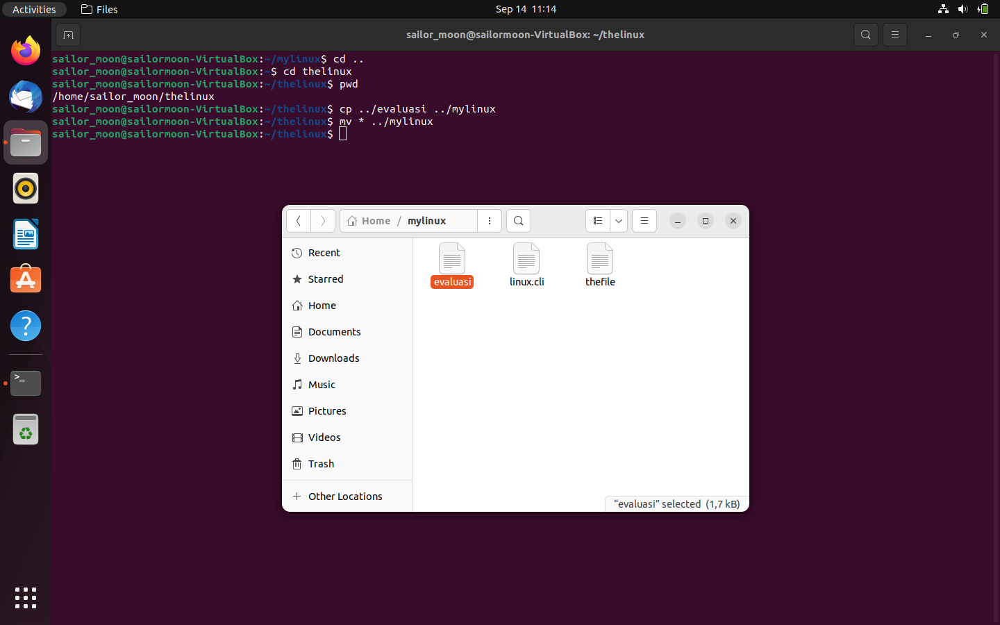 Activities
Files
Sep 14 11:14
sailor_moon@sailormoon-VirtualBox: ~/thelinux
sailor_moon@sailormoon-VirtualBox:~/mylinux$ cd ..
sailor_moon@sailormoon-VirtualBox:~$ cd thelinux
sailor_moon@sailormoon-VirtualBox:~/thelinux$ pwd
/home/sailor_moon/thelinux
sailor_moon@sailormoon-VirtualBox:~/thelinux$ cp ../evaluasi ../mylinux
sailor_moon@sailormoon-VirtualBox:~/thelinux$ mv * ../mylinux
sailor_moon@sailormoon-VirtualBox:~/thelinux$
Home / mylinux
Recent
Starred
Home
Documents
Downloads
Music
Pictures
Videos
Trash
Other Locations
evaluasi
linux.cli
thefile
“evaluasi” selected (1,7 kB)